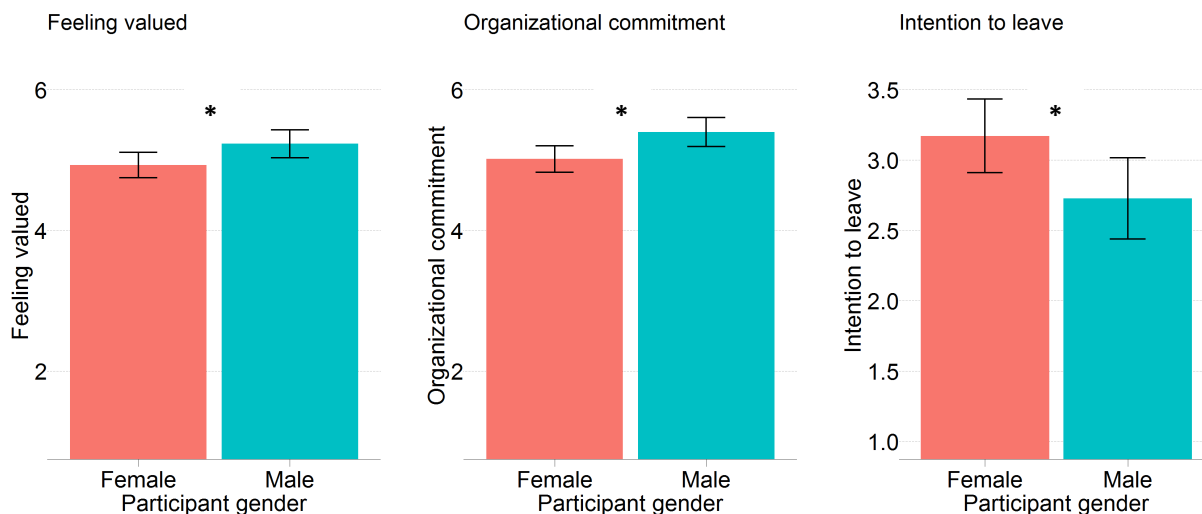 Feeling valued
6
*
4
2
Feeling valued
Female
Male
Participant gender
Organizational commitment
6
*
4
2
Organizational commitment
Female
Male
Participant gender
Intention to leave
3.5
*
3.0
2.5
2.0
1.5
1.0
Intention to leave
Female
Male
Participant gender